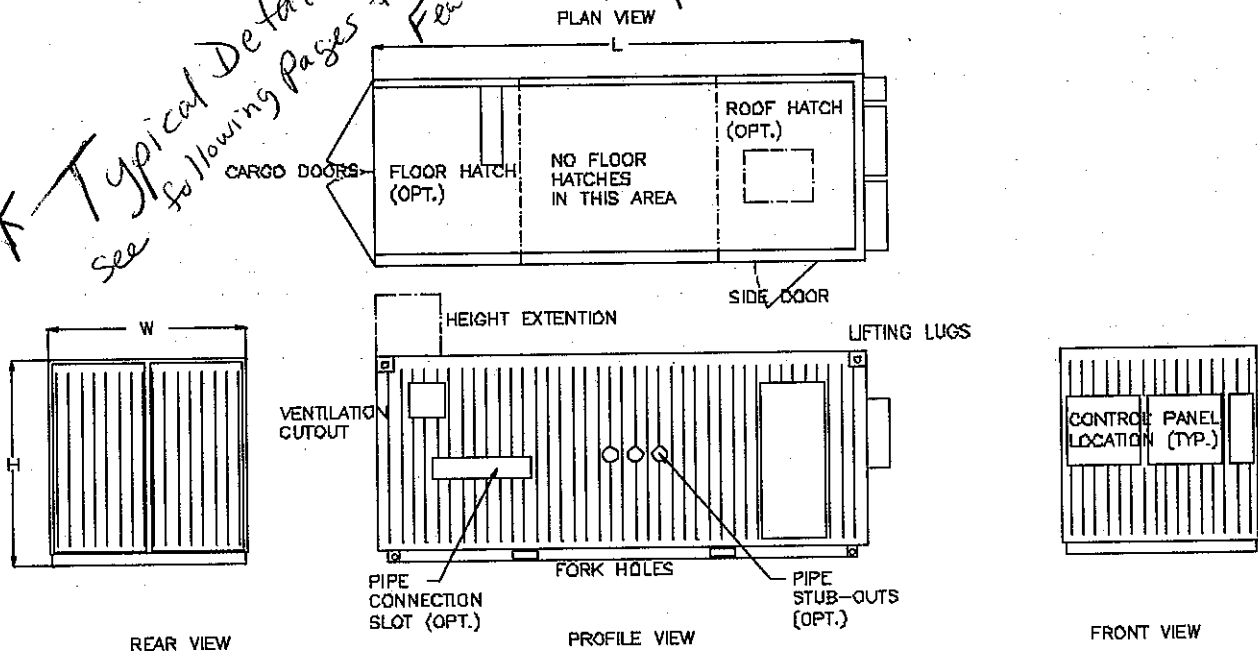 Typical Detail
see following pages
PLAN VIEW
L
CARGO DOORS
FLOOR HATCH
(OPT.)
NO FLOOR
HATCHES
IN THIS AREA
ROOF HATCH
(OPT.)
SIDE DOOR
W
H
REAR VIEW
HEIGHT EXTENTION
LIFTING LUGS
VENTILATION
CUTOUT
FORK HOLES
PIPE
CONNECTION
SLOT (OPT.)
PIPE
STUB-OUTS
(OPT.)
PROFILE VIEW
CONTROL PANEL
LOCATION (TYP.)
FRONT VIEW